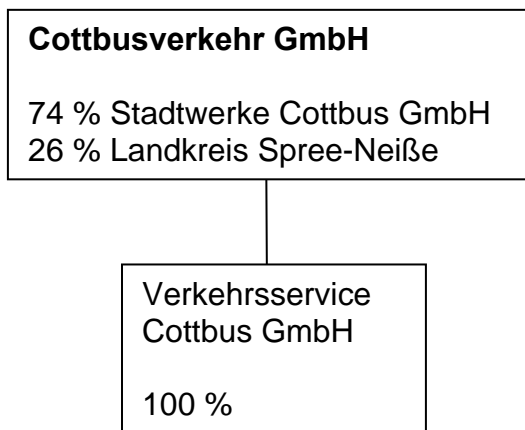 Cottbusverkehr GmbH
74 % Stadtwerke Cottbus GmbH
26 % Landkreis Spree-Neiße
Verkehrsservice
Cottbus GmbH
100 %